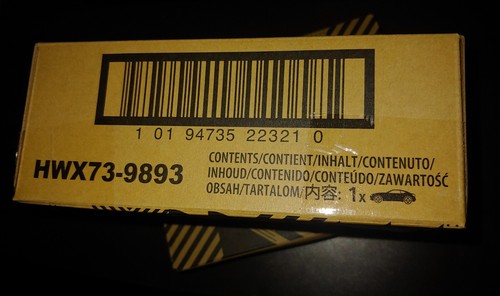 1 01 94735 22321 0
HWX73-9893
CONTENTS/CONTIENT/INHALT/CONTENUTO/
INHOUD/CONTENIDO/CONTEÚDO/ZAWARTOŚĆ
OBSAH/TARTALOM/内容: 1x